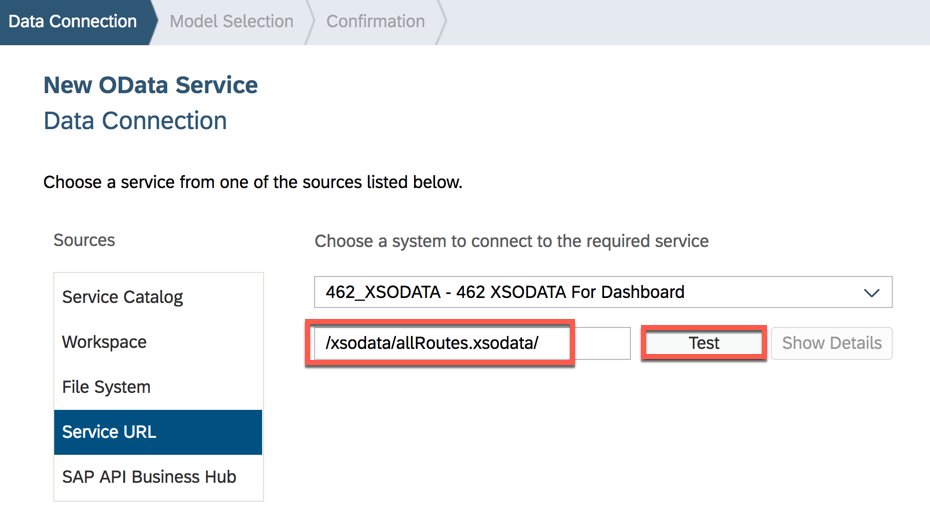 Data Connection
Model Selection
Confirmation
New OData Service
Data Connection
Choose a service from one of the sources listed below.
Sources
Service Catalog
Workspace
File System
Service URL
SAP API Business Hub
Choose a system to connect to the required service
462_XSODATA - 462 XSODATA For Dashboard
/xsodata/allRoutes.xsodata/
Test
Show Details